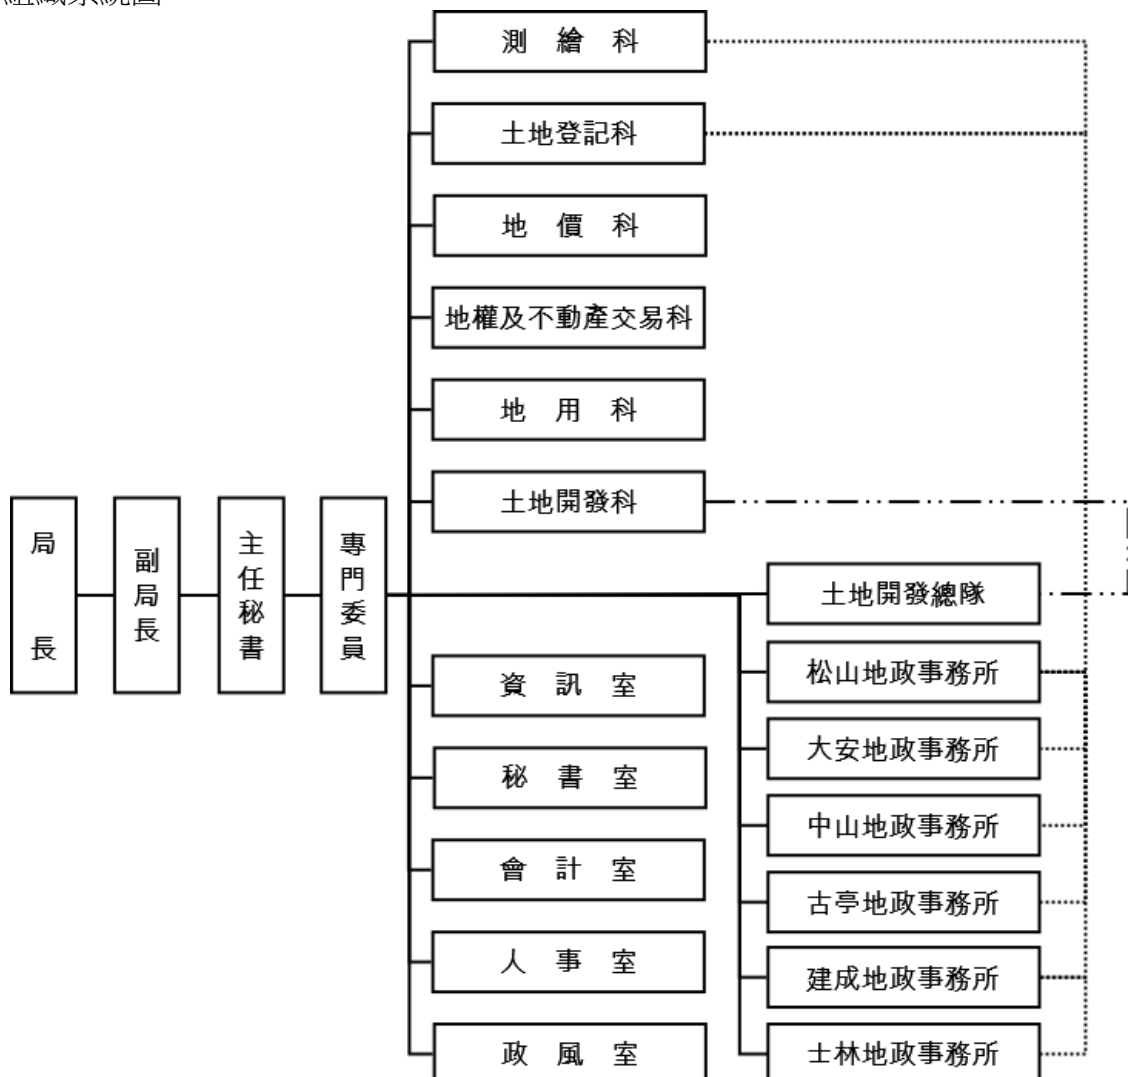 組織系統圖
測繪科
土地登記科
地價科
地權及不動產交易科
地用科
土地開發科
局長
副局長
主任秘書
專門委員
土地開發總隊
松山地政事務所
大安地政事務所
中山地政事務所
古亭地政事務所
建成地政事務所
士林地政事務所
資訊室
秘書室
會計室
人事室
政風室